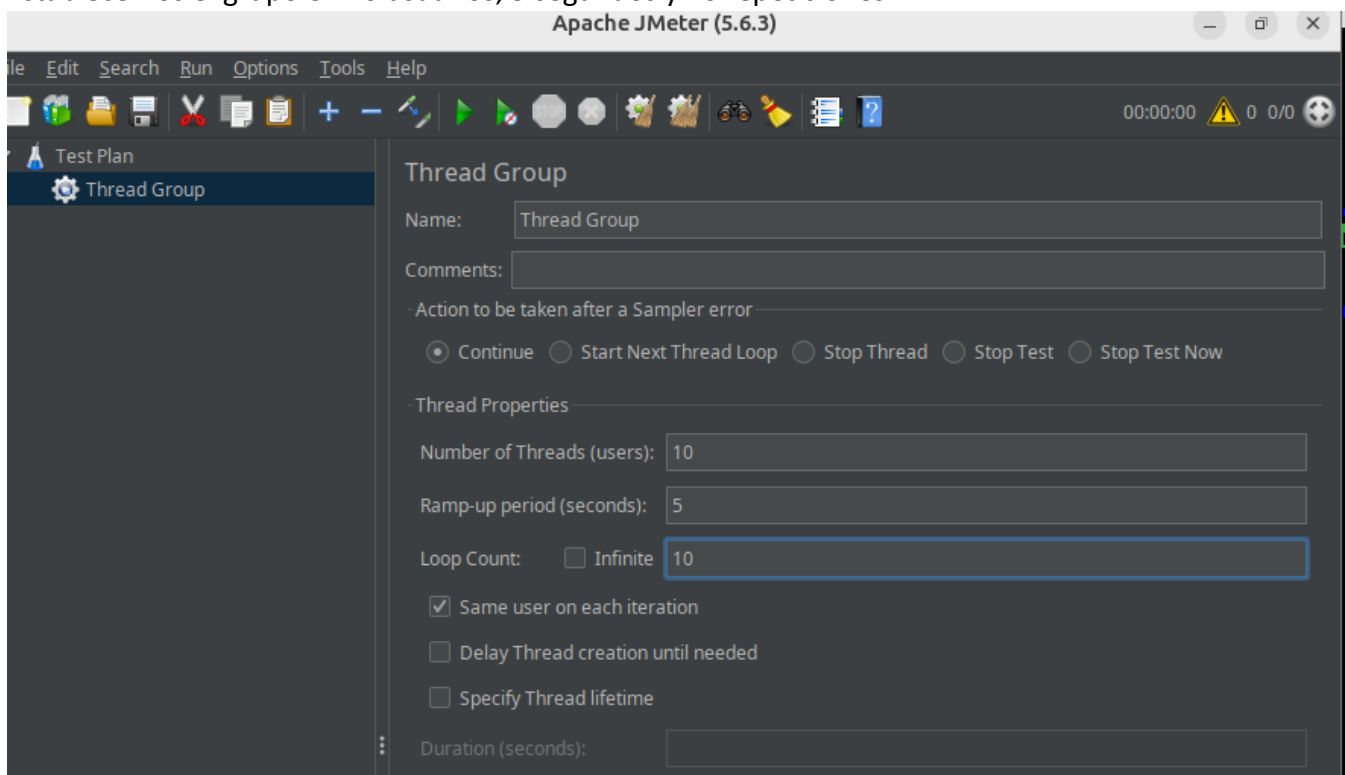 Apache JMeter (5.6.3)
ile Edit Search Run Options Tools Help
STOP
00:00:00 0 0/0
Test Plan
Thread Group
Thread Group
Name: Thread Group
Comments:
Action to be taken after a Sampler error
Continue Start Next Thread Loop Stop Thread Stop Test Stop Test Now
Thread Properties
Number of Threads (users): 10
Ramp-up period (seconds): 5
Loop Count: Infinite 10
Same user on each iteration
Delay Thread creation until needed
Specify Thread lifetime
Duration (seconds):